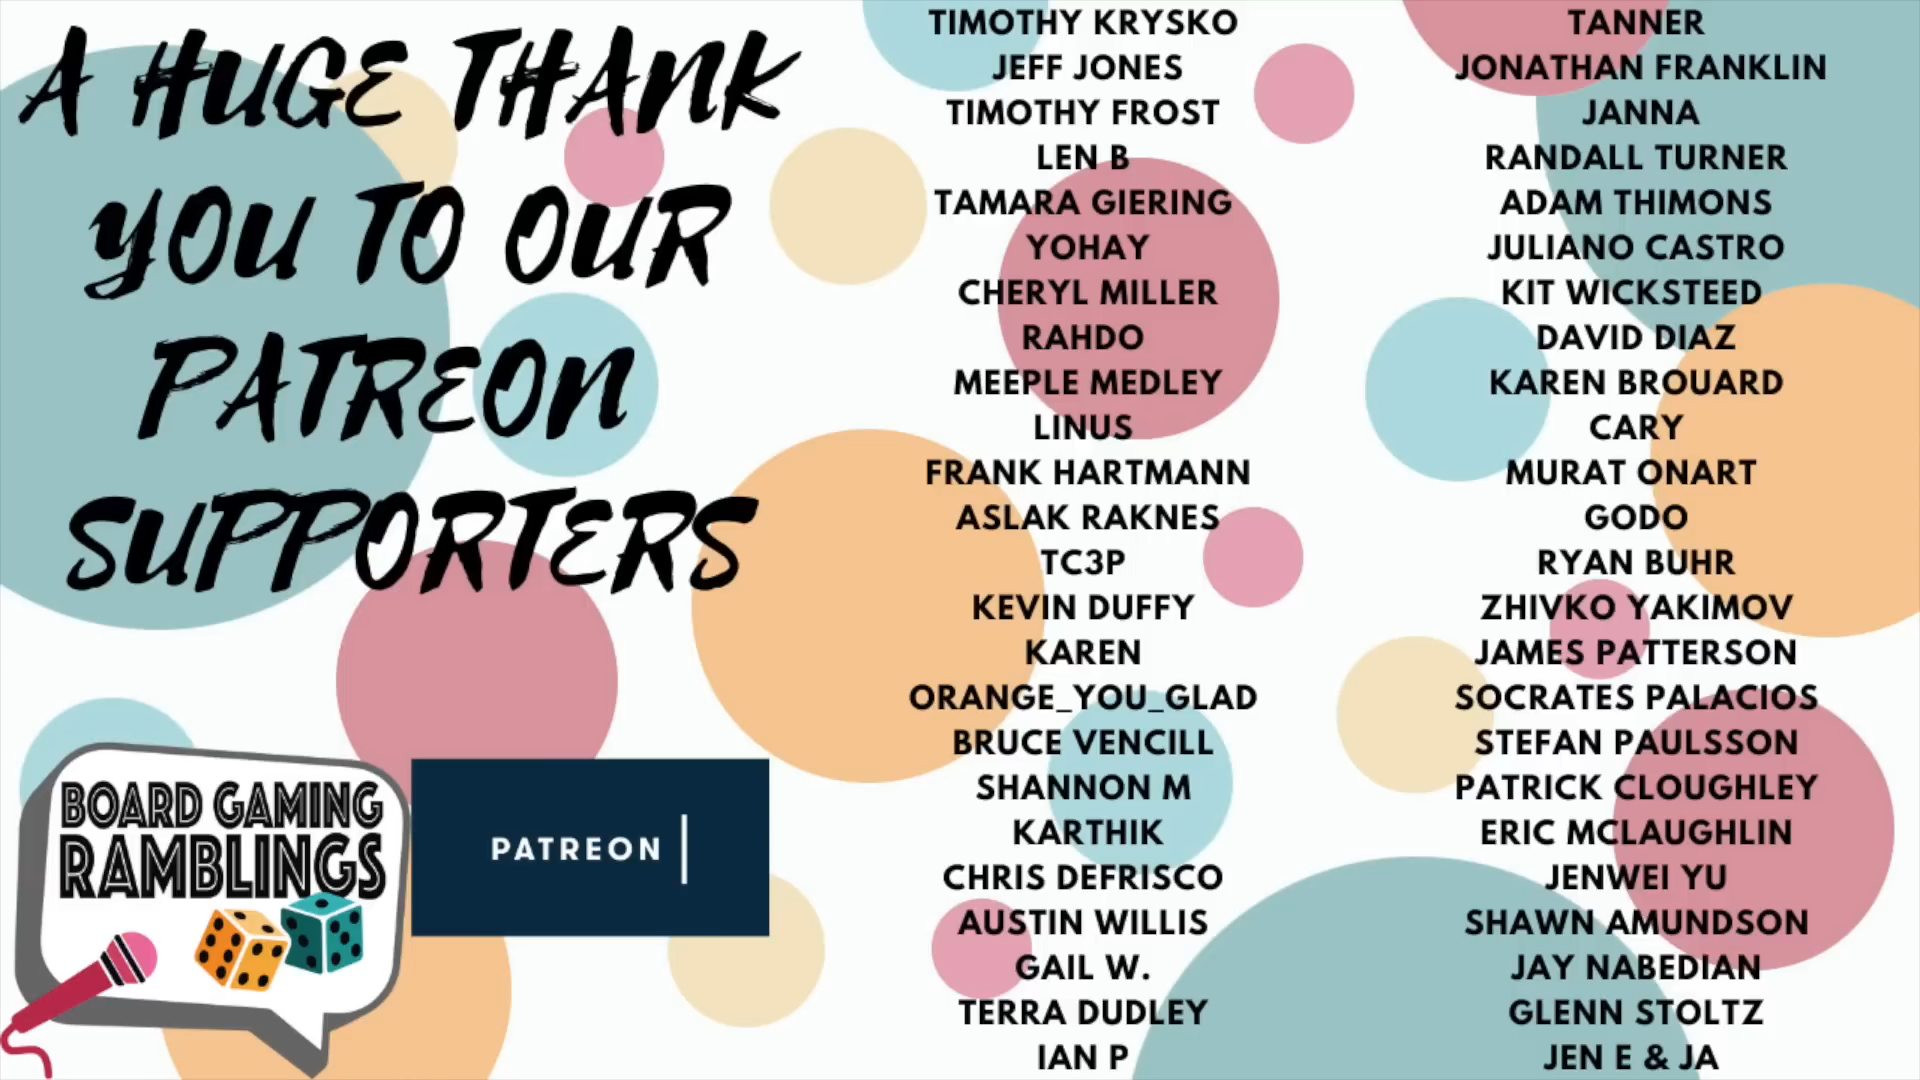 A HUGE THANK
YOU TO OUR
PATREON
SUPPORTERS
BOARD GAMING
RAMBLINGS
PATREON
TIMOTHY KRYSKO
JEFF JONES
TIMOTHY FROST
LEN B
TAMARA GIERING
YOHAY
CHERYL MILLER
RAHDO
MEEPLE MEDLEY
LINUS
FRANK HARTMANN
ASLAK RAKNES
TC3P
KEVIN DUFFY
KAREN
ORANGE_YOU_GLAD
BRUCE VENCILL
SHANNON M
KARTHIK
CHRIS DEFRISCO
AUSTIN WILLIS
GAIL W.
TERRA DUDLEY
IAN P
TANNER
JONATHAN FRANKLIN
JANNA
RANDALL TURNER
ADAM THIMONS
JULIANO CASTRO
KIT WICKSTEED
DAVID DIAZ
KAREN BROUARD
CARY
MURAT ONART
GODO
RYAN BUHR
ZHIVKO YAKIMOV
JAMES PATTERSON
SOCRATES PALACIOS
STEFAN PAULSSON
PATRICK CLOUGHLEY
ERIC MCLAUGHLIN
JENWEI YU
SHAWN AMUNDSON
JAY NABEDIAN
GLENN STOLTZ
JEN E & JA